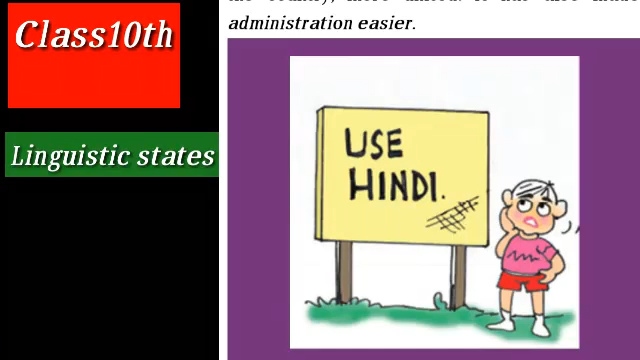 Class10th
Linguistic states
administration easier.
USE
HINDI.